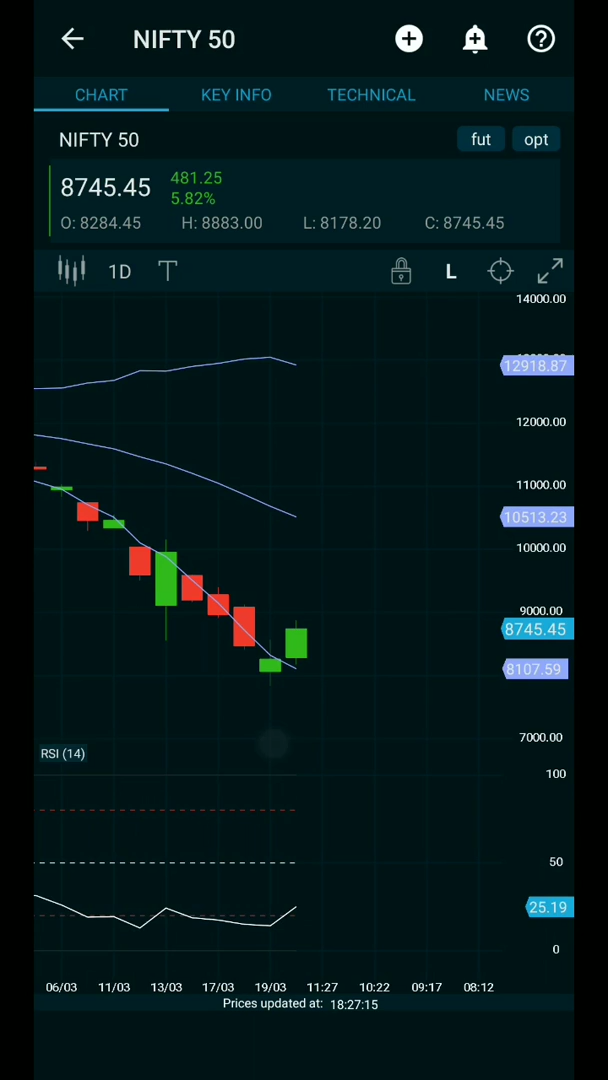 NIFTY 50
CHART KEY INFO TECHNICAL NEWS
NIFTY 50 fut opt
8745.45 481.25
5.82%
O: 8284.45 H: 8883.00 L: 8178.20 C: 8745.45
1D T L
14000.00
12918.87
12000.00
11000.00
10513.23
10000.00
9000.00
8745.45
8107.59
7000.00
RSI (14)
100
50
25.19
0
06/03 11/03 13/03 17/03 19/03 11:27 10:22 09:17 08:12
Prices updated at: 18:27:15